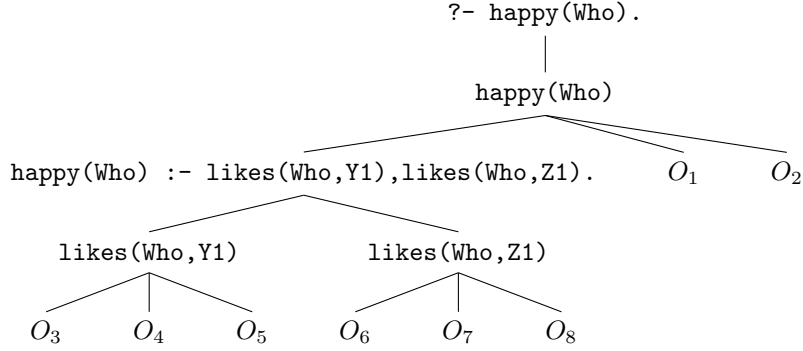 ?- happy(Who).
happy(Who)
happy(Who) :- likes(Who,Y1),likes(Who,Z1). O₁ O₂
likes(Who,Y1) likes(Who,Z1)
O₃ O₄ O₅ O₆ O₇ O₈